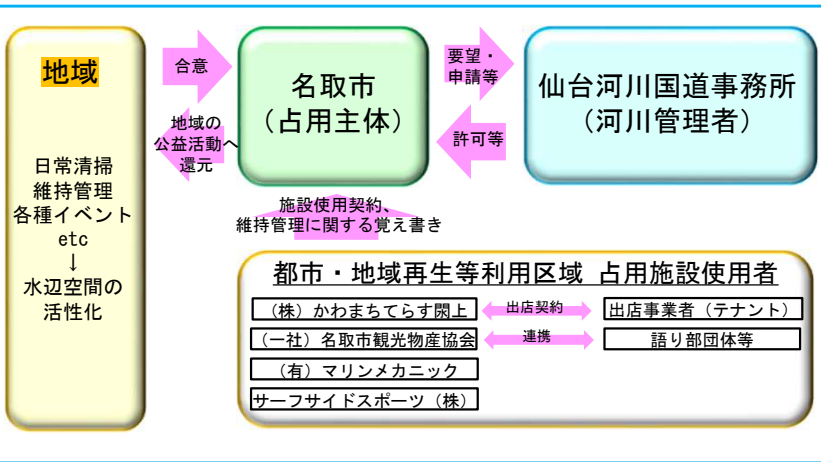 地域
日常清掃
維持管理
各種イベント
etc
↓
水辺空間の
活性化
合意
地域の
公益活動へ
還元
名取市
（占用主体）
要望・
申請等
許可等
仙台河川国道事務所
（河川管理者）
施設使用契約、
維持管理に関する覚え書き
都市・地域再生等利用区域 占用施設使用者
（株）かわまちてらす閖上
出店契約
出店事業者（テナント）
（一社）名取市観光物産協会
連携
語り部団体等
（有）マリンメカニック
サーフサイドスポーツ（株）